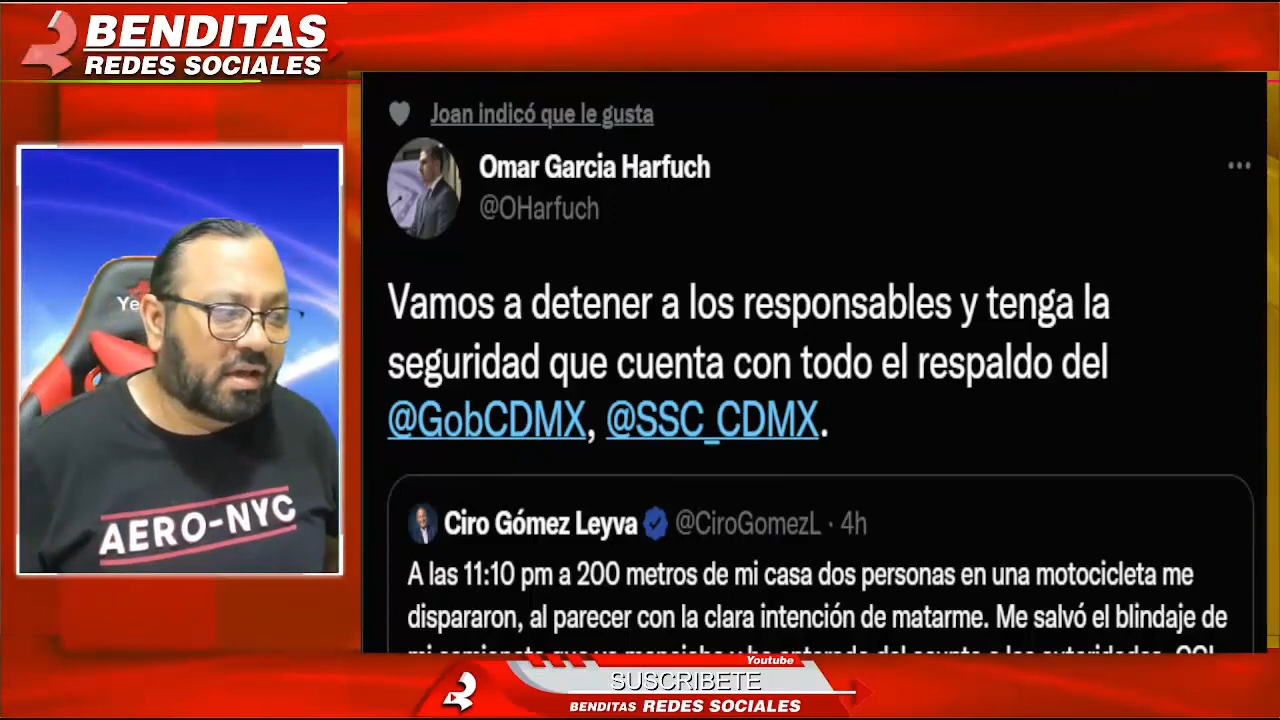 BENDITAS
REDES SOCIALES
Joan indicó que le gusta
Omar Garcia Harfuch
@OHarfuch
Vamos a detener a los responsables y tenga la
seguridad que cuenta con todo el respaldo del
@GobCDMX, @SSC_CDMX.
Ciro Gómez Leyva @CiroGomezL · 4h
A las 11:10 pm a 200 metros de mi casa dos personas en una motocicleta me
dispararon, al parecer con la clara intención de matarme. Me salvó el blindaje de
Ye
AERO-NYC
Youtube
SUSCRIBETE
BENDITAS REDES SOCIALES